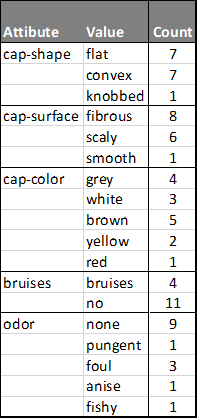 Attibute Value Count
cap-shape flat 7
convex 7
knobbed 1
cap-surface fibrous 8
scaly 6
smooth 1
cap-color grey 4
white 3
brown 5
yellow 2
red 1
bruises bruises 4
no 11
odor none 9
pungent 1
foul 3
anise 1
fishy 1